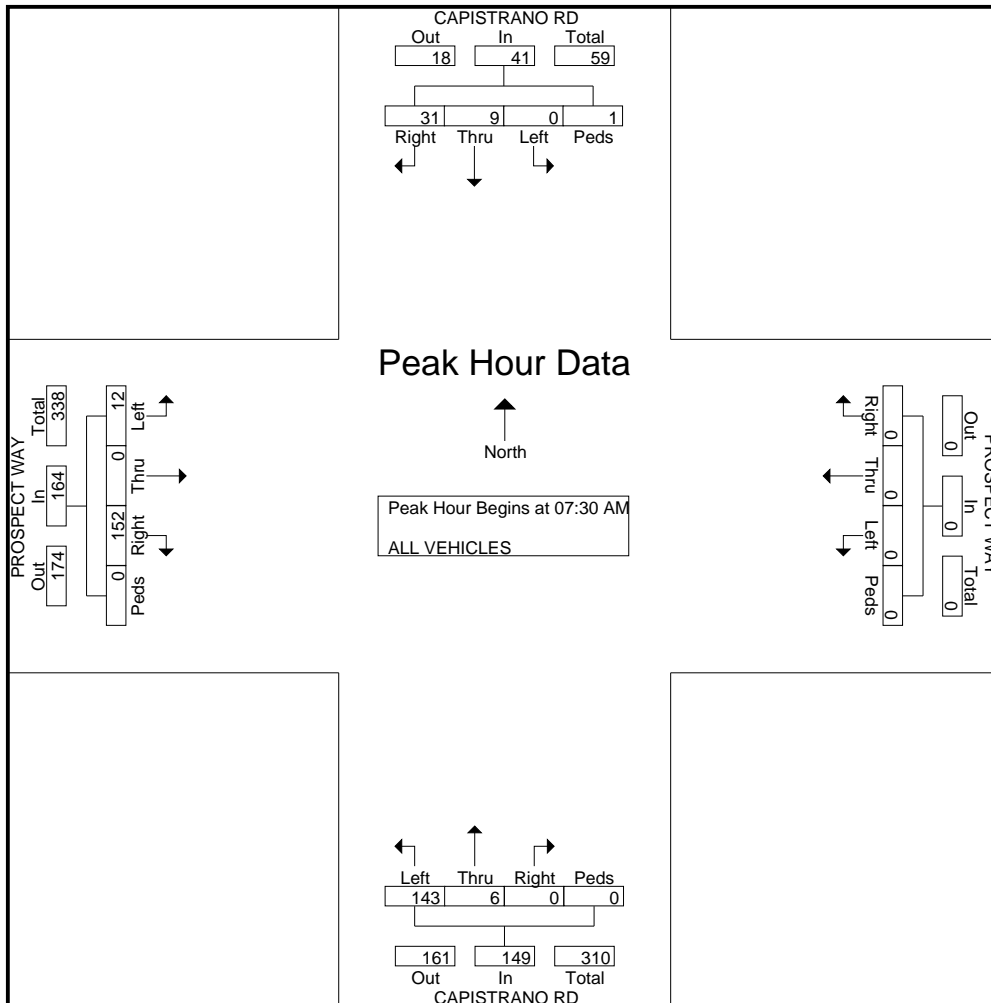 CAPISTRANO RD
Out In Total
18 41 59
31 9 0 1
Right Thru Left Peds
Peak Hour Data
North
Peak Hour Begins at 07:30 AM
ALL VEHICLES
PROSPECT WAY
Out In Total
174 164 338
12 0 152 0
Left Thru Right Peds
PROSPECT WAY
Out In Total
0 0 0
0 0 0 0
Right Thru Left Peds
Left Thru Right Peds
143 6 0 0
161 149 310
Out In Total
CAPISTRANO RD